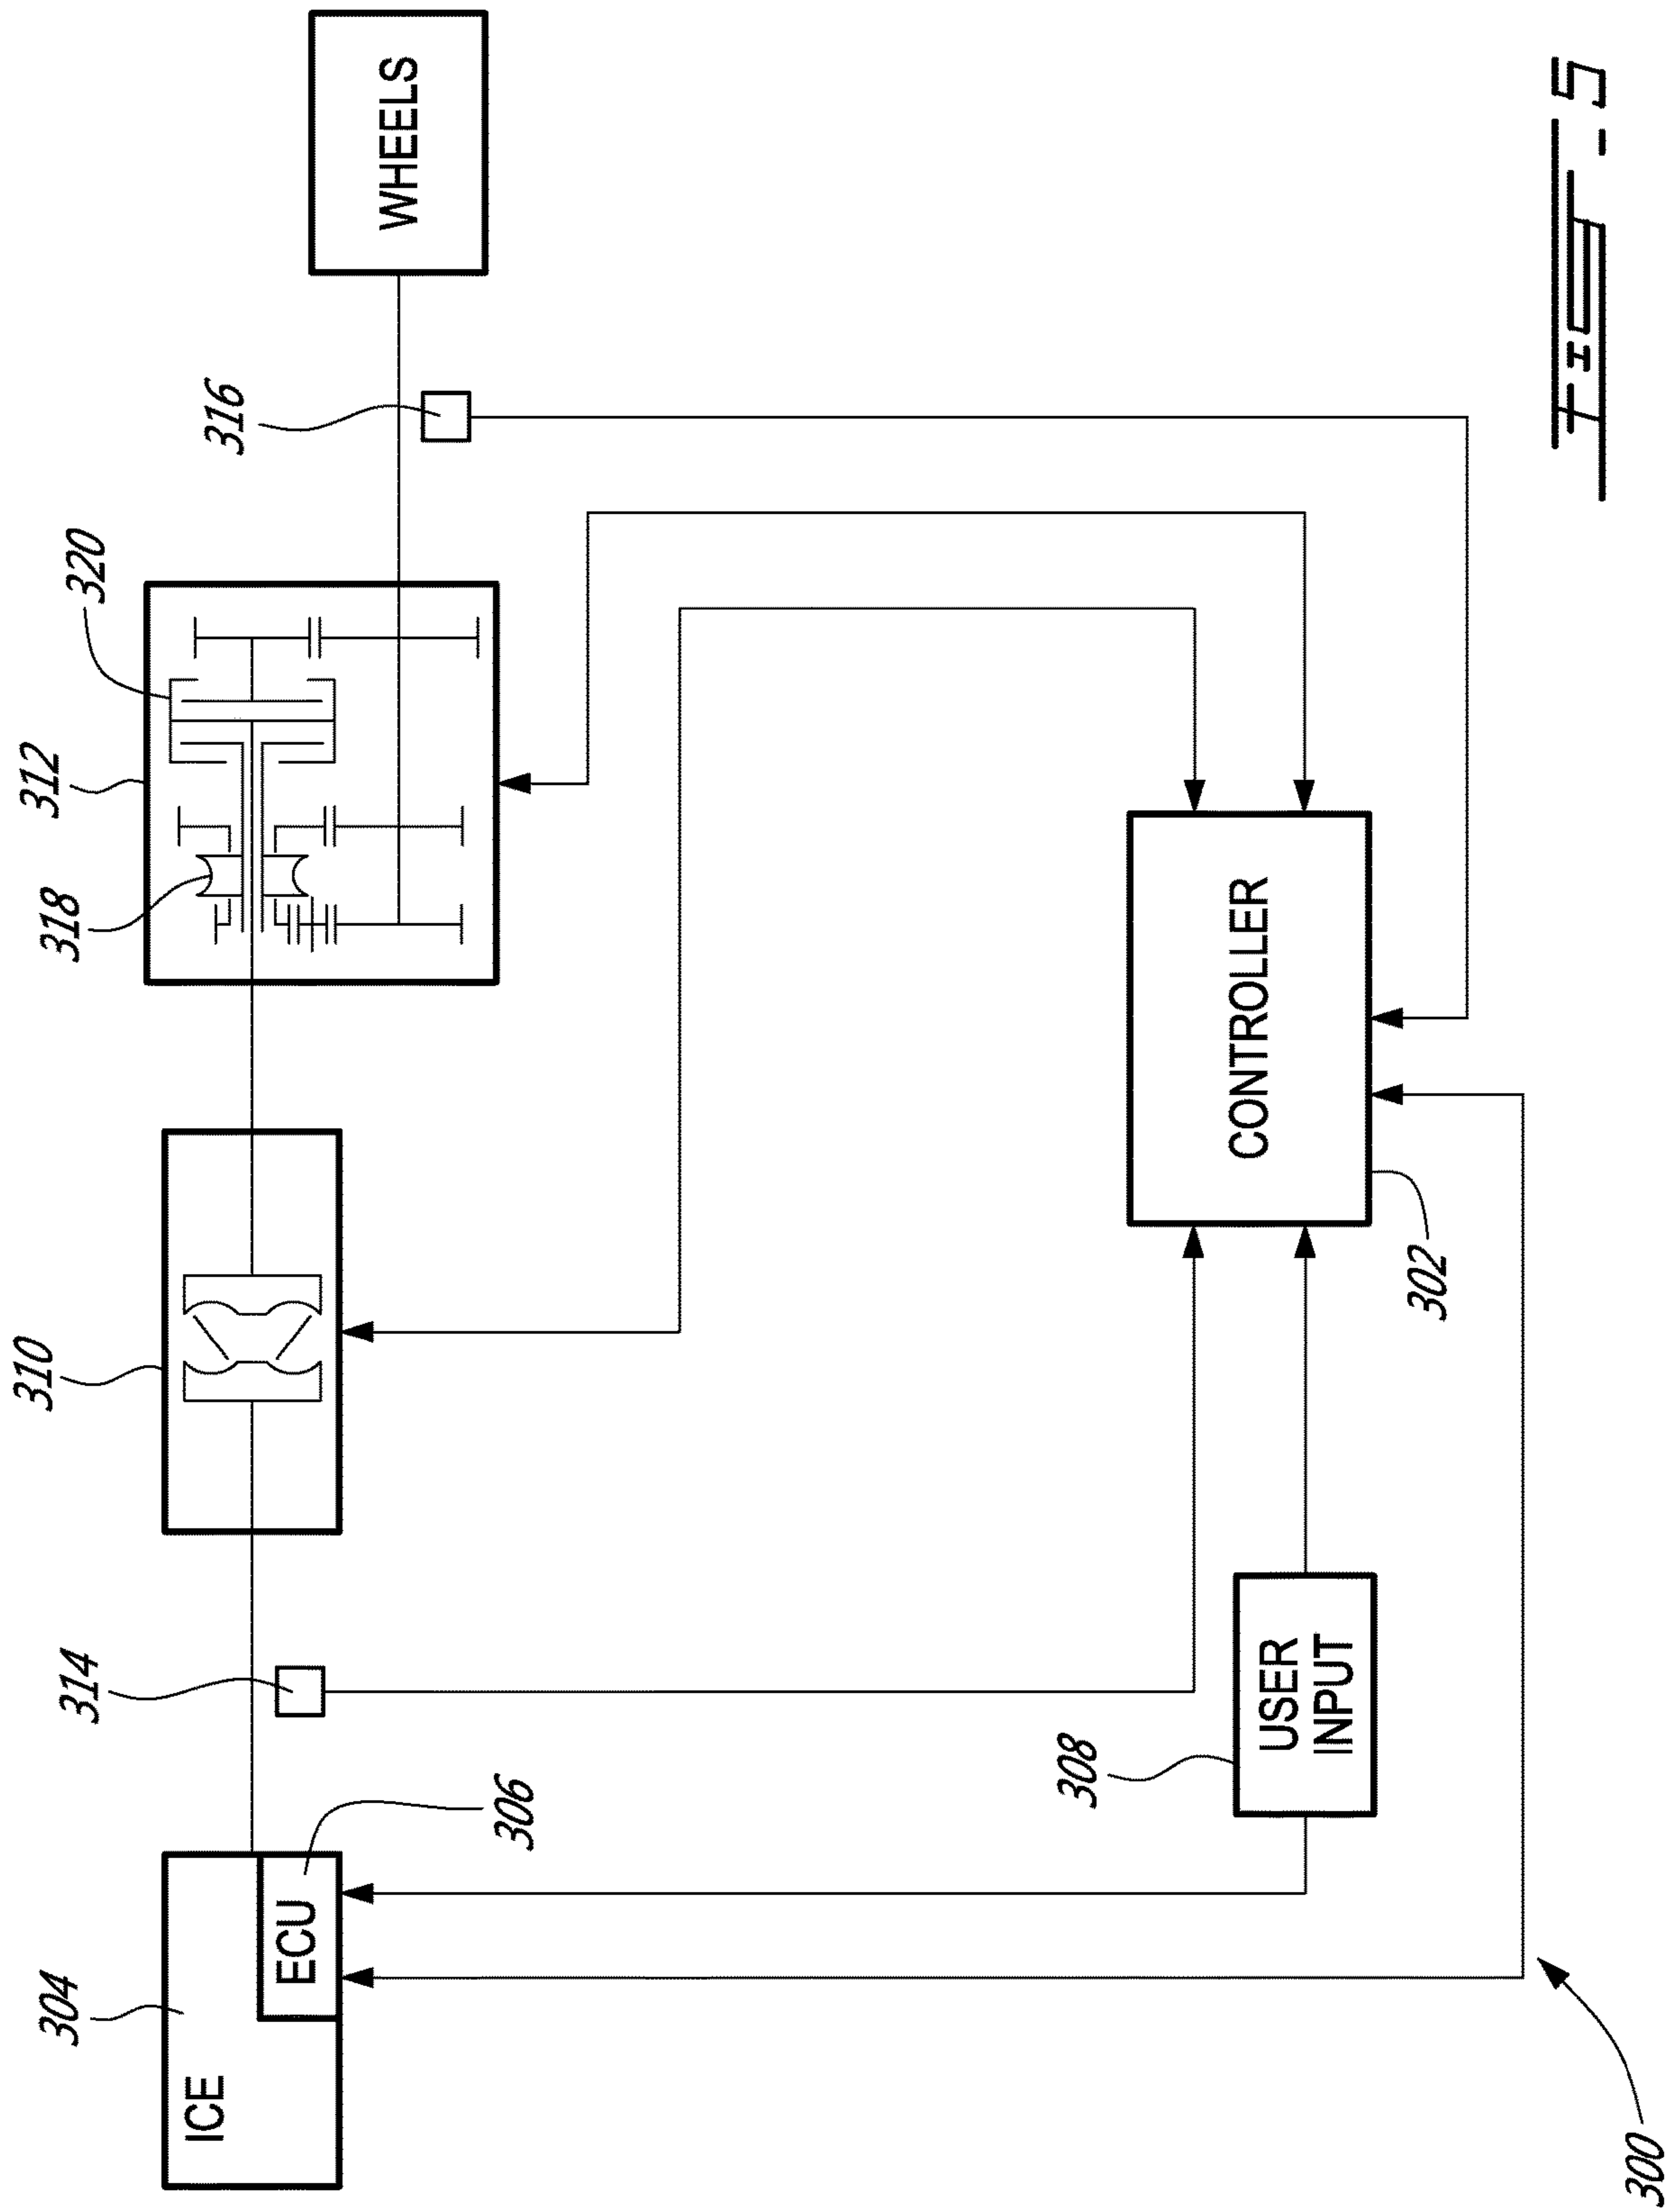 304
ICE
ECU
306
314
310
318
312
320
316
WHEELS
308
USER
INPUT
CONTROLLER
302
300
FIG-5